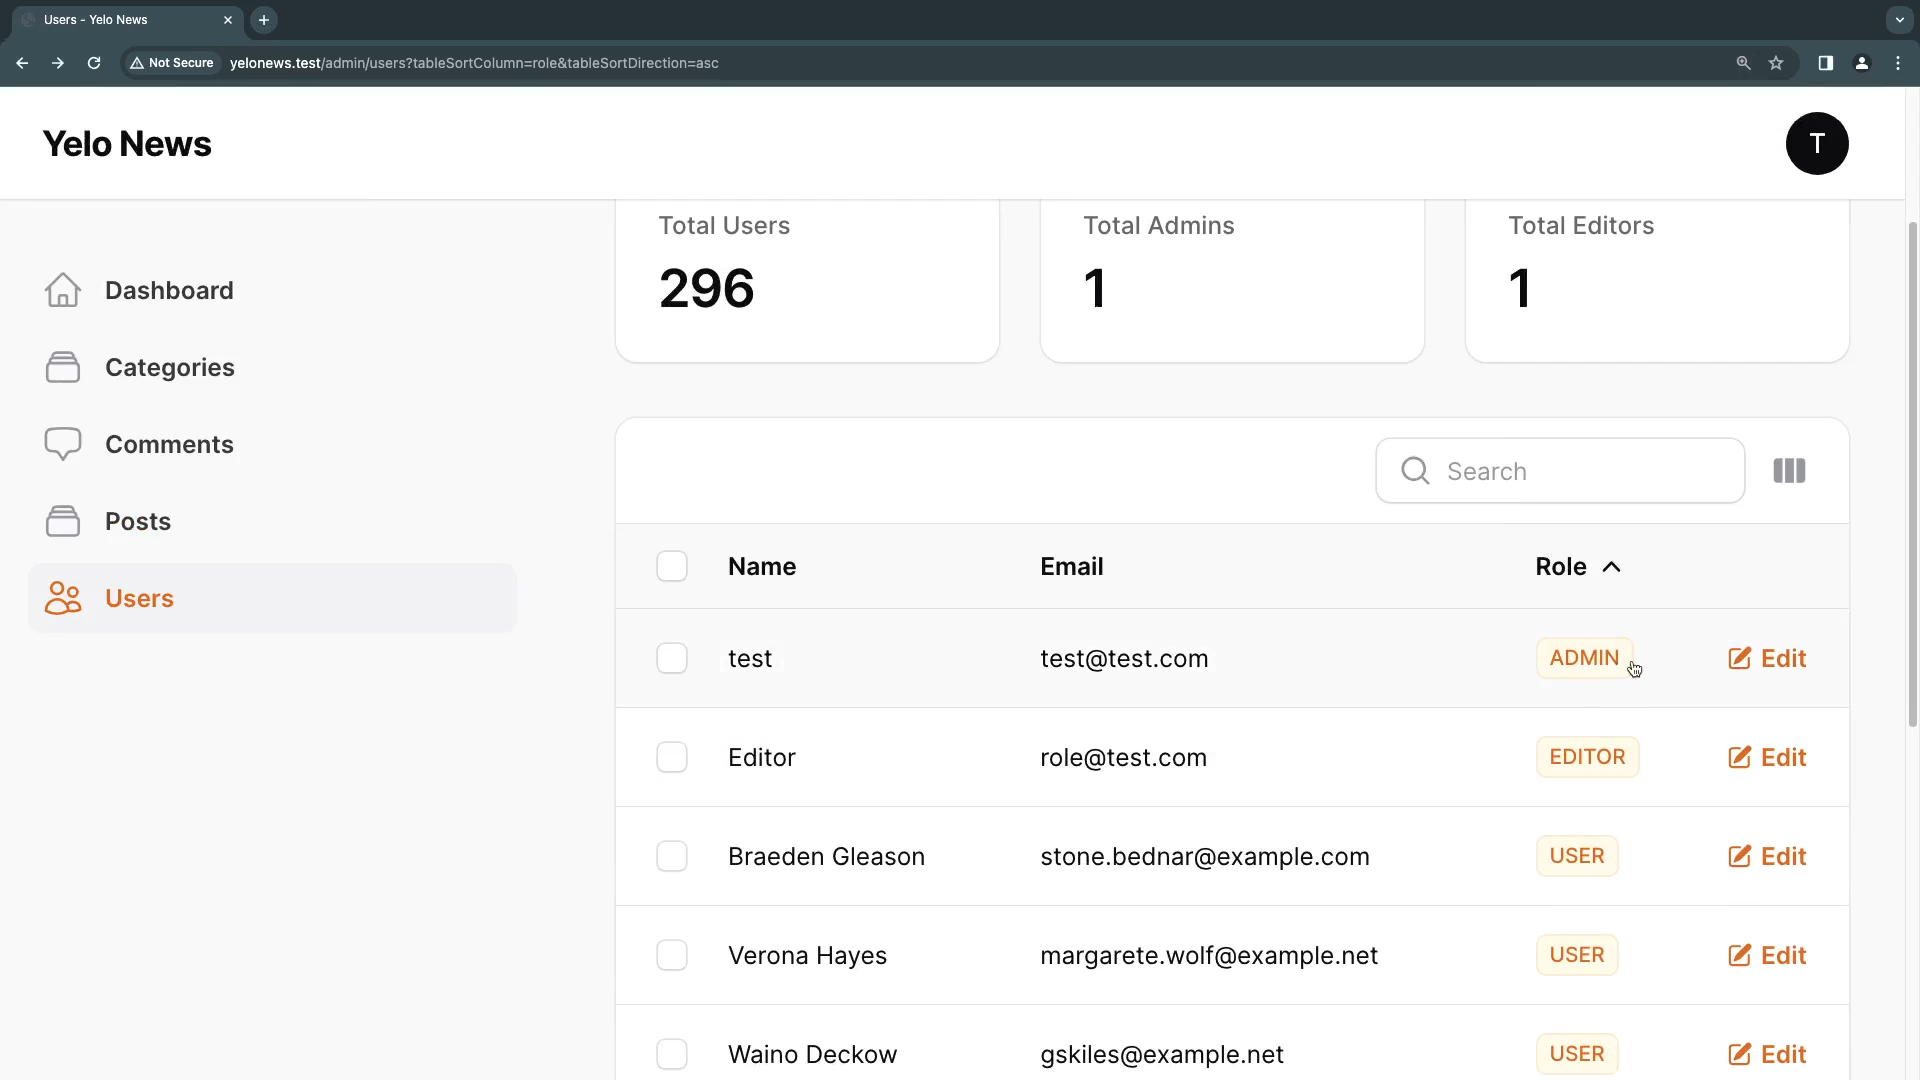 Users - Yelo News
Not Secure
yelonews.test/admin/users?tableSortColumn=role&tableSortDirection=asc
Yelo News
T
Dashboard
Categories
Comments
Posts
Users
Total Users
296
Total Admins
1
Total Editors
1
Search
Name Email Role
test test@test.com ADMIN Edit
Editor role@test.com EDITOR Edit
Braeden Gleason stone.bednar@example.com USER Edit
Verona Hayes margarete.wolf@example.net USER Edit
Waino Deckow gskiles@example.net USER Edit